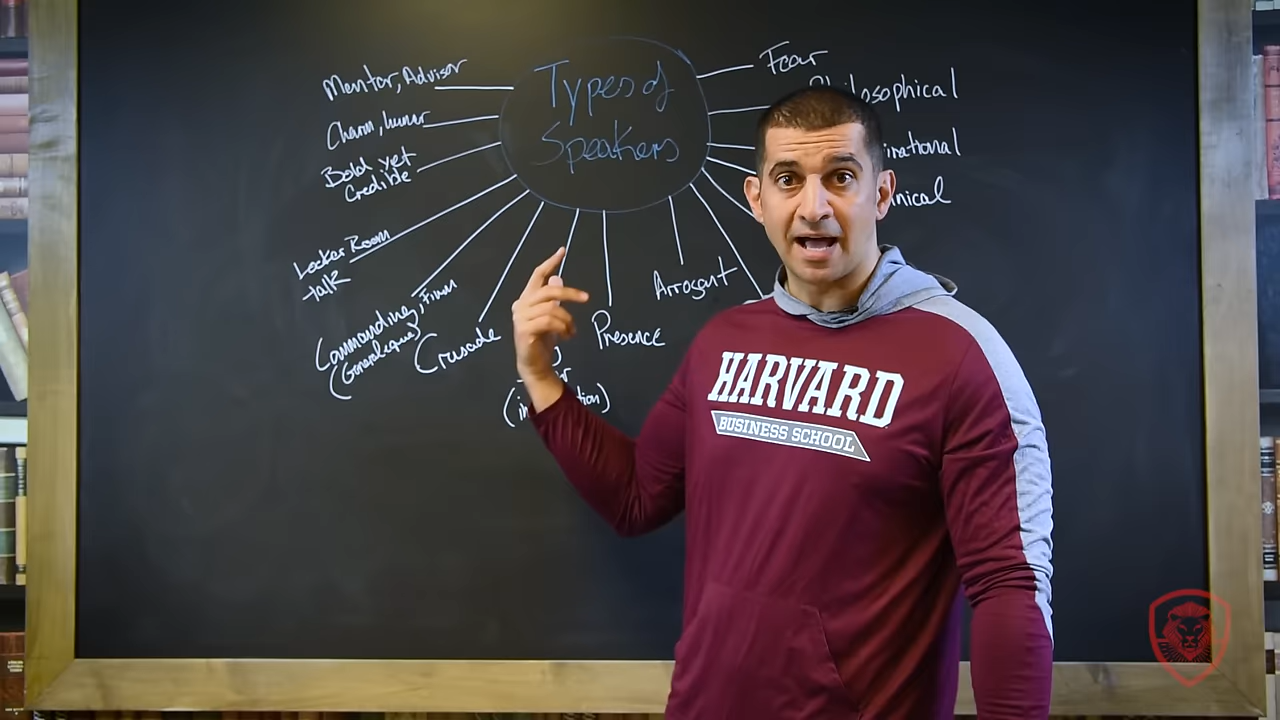 Types of
Speakers
Mentor, Advisor
Charm, humor
Bold yet
Credible
Locker Room
talk
Commanding, Firm
Crusade
Presence
Arrogant
Fear
HARVARD
BUSINESS SCHOOL